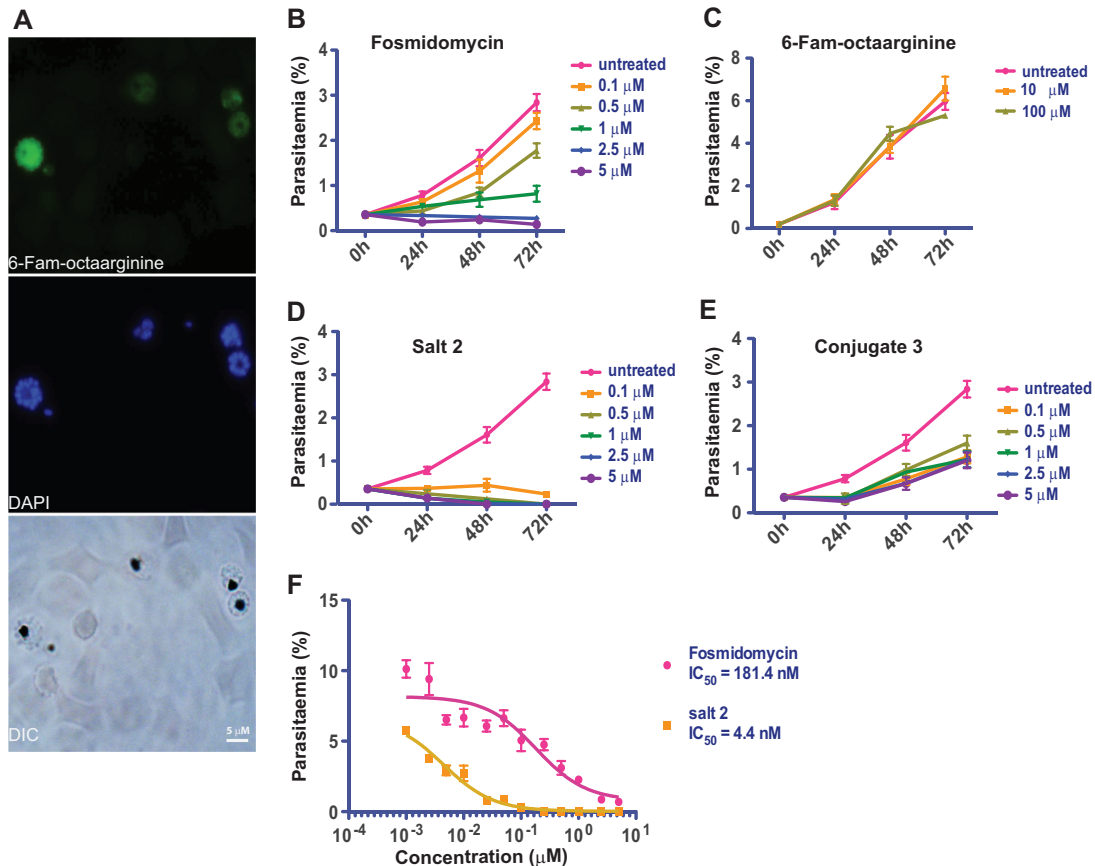 A
6-Fam-octaarginine
DAPI
DIC
5 μM
B
Fosmidomycin
Parasitaemia (%)
4
3
2
1
0
0h
24h
48h
72h
untreated
0.1 μM
0.5 μM
1 μM
2.5 μM
5 μM
C
6-Fam-octaarginine
Parasitaemia (%)
8
6
4
2
0
0h
24h
48h
72h
untreated
10 μM
100 μM
D
Salt 2
Parasitaemia (%)
4
3
2
1
0
0h
24h
48h
72h
untreated
0.1 μM
0.5 μM
1 μM
2.5 μM
5 μM
E
Conjugate 3
Parasitaemia (%)
4
3
2
1
0
0h
24h
48h
72h
untreated
0.1 μM
0.5 μM
1 μM
2.5 μM
5 μM
F
Parasitaemia (%)
15
10
5
0
10⁻⁴
10⁻³
10⁻²
10⁻¹
10⁰
10¹
Concentration (μM)
Fosmidomycin
IC₅₀ = 181.4 nM
salt 2
IC₅₀ = 4.4 nM